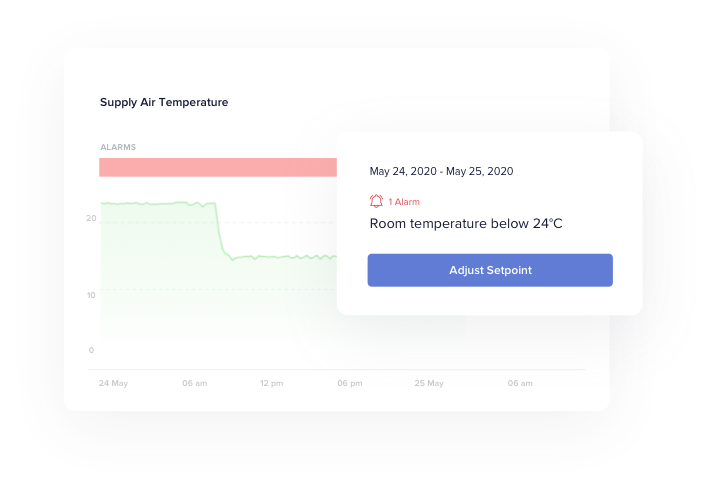 Supply Air Temperature
ALARMS
May 24, 2020 - May 25, 2020
1 Alarm
Room temperature below 24°C
Adjust Setpoint
20
10
0
24 May 06 am 12 pm 06 pm 25 May 06 am